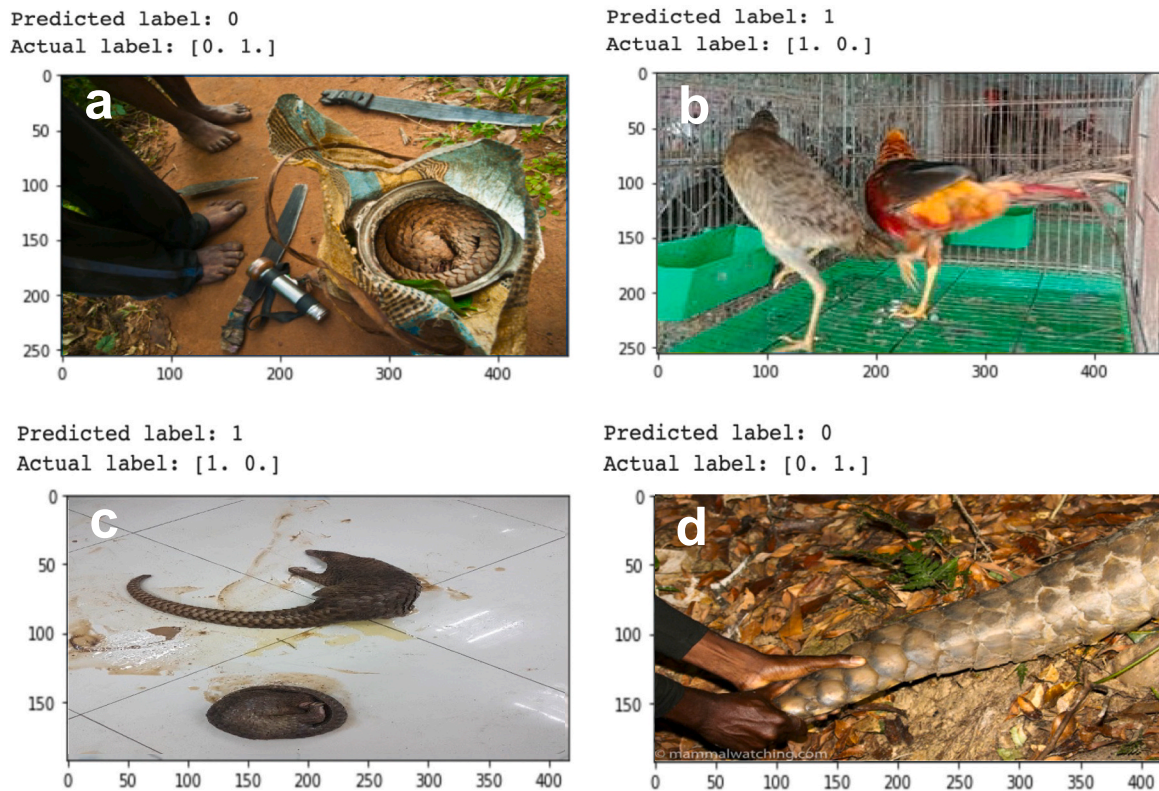 Predicted label: 0
Actual label: [0. 1.]
a
0
50
100
150
200
250
0 100 200 300 400
Predicted label: 1
Actual label: [1. 0.]
b
0
50
100
150
200
250
0 100 200 300 400
Predicted label: 1
Actual label: [1. 0.]
c
0
50
100
150
0 50 100 150 200 250 300 350 400
Predicted label: 0
Actual label: [0. 1.]
d
0
50
100
150
© mammalwatching.com
0 50 100 150 200 250 300 350 400